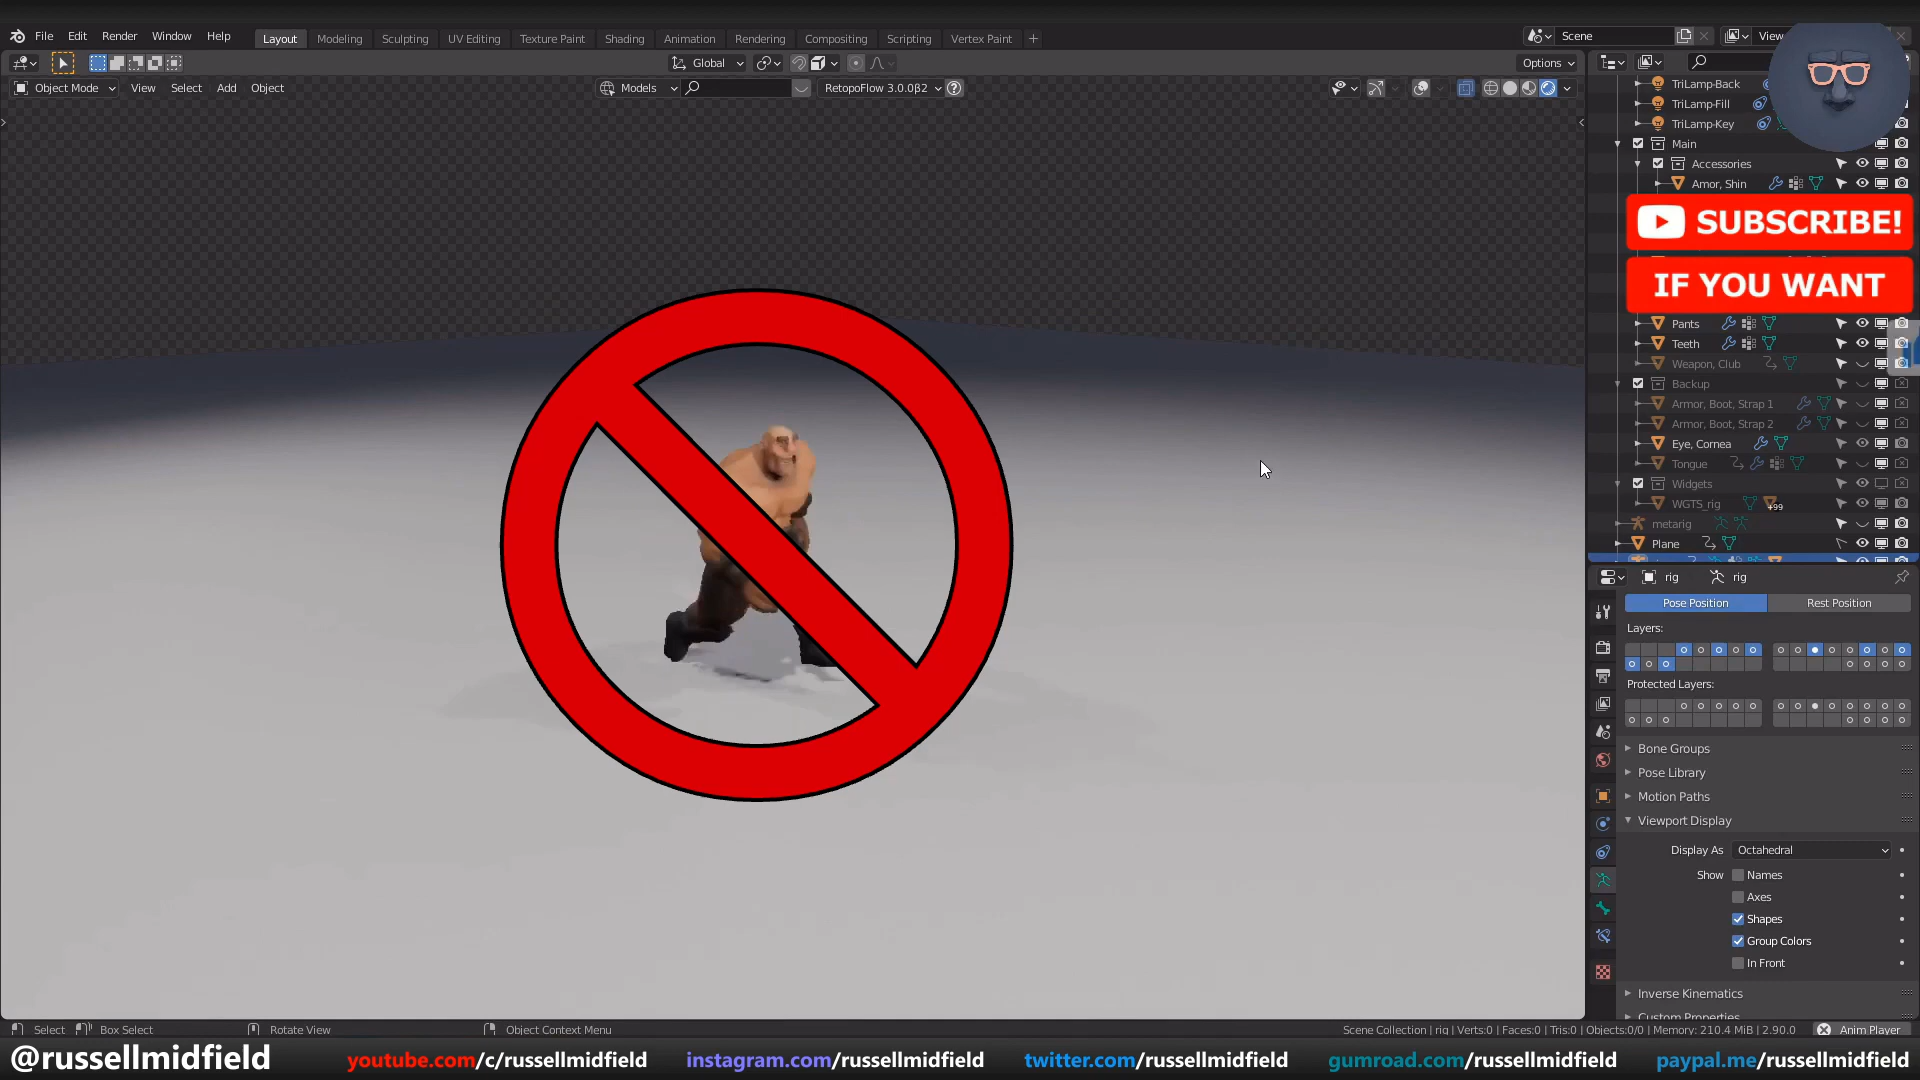 File Edit Render Window Help Layout Modeling Sculpting UV Editing Texture Paint Shading Animation Rendering Compositing Scripting Vertex Paint + Scene View
Global Options
Object Mode View Select Add Object Models RetopoFlow 3.0.0β2 ?
TriLamp-Back
TriLamp-Fill
TriLamp-Key
Main
Accessories
Amor, Shin
SUBSCRIBE!
IF YOU WANT
Pants
Teeth
Weapon, Club
Backup
Armor, Boot, Strap 1
Armor, Boot, Strap 2
Eye, Cornea
Tongue
Widgets
WGTS_rig +99
metarig
Plane
rig rig
Pose Position Rest Position
Layers:
Protected Layers:
Bone Groups
Pose Library
Motion Paths
Viewport Display
Display As Octahedral
Show Names
Axes
Shapes
Group Colors
In Front
Inverse Kinematics
Custom Properties
Select Box Select Rotate View Object Context Menu Scene Collection | rig | Verts:0 | Faces:0 | Tris:0 | Objects:0/0 | Memory: 210.4 MiB | 2.90.0 Anim Player
@russellmidfield youtube.com/c/russellmidfield instagram.com/russellmidfield twitter.com/russellmidfield gumroad.com/russellmidfield paypal.me/russellmidfield